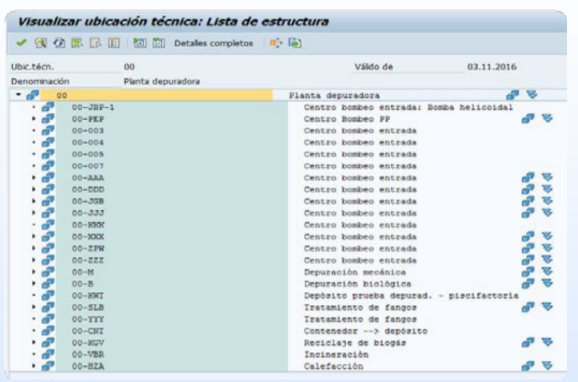 Visualizar ubicación técnica: Lista de estructura
Detalles completos
Ubic.técn. 00 Válido de 03.11.2016
Denominación Planta depuradora
00 Planta depuradora
00-JBP-1 Centro bombeo entrada: Bomba helicoidal
00-PEP Centro Bombeo PP
00-003 Centro bombeo entrada
00-004 Centro bombeo entrada
00-005 Centro bombeo entrada
00-007 Centro bombeo entrada
00-AAA Centro bombeo entrada
00-DDD Centro bombeo entrada
00-JGB Centro bombeo entrada
00-JJJ Centro bombeo entrada
00-KKK Centro bombeo entrada
00-XXX Centro bombeo entrada
00-ZPW Centro bombeo entrada
00-ZZZ Centro bombeo entrada
00-M Depuración mecánica
00-B Depuración biológica
00-KWT Depósito prueba depurad. - piscifactoria
00-SLB Tratamiento de fangos
00-YYY Tratamiento de fangos
00-CNT Contenedor --> depósito
00-KGV Reciclaje de biogás
00-VBR Incineración
00-HZA Calefacción